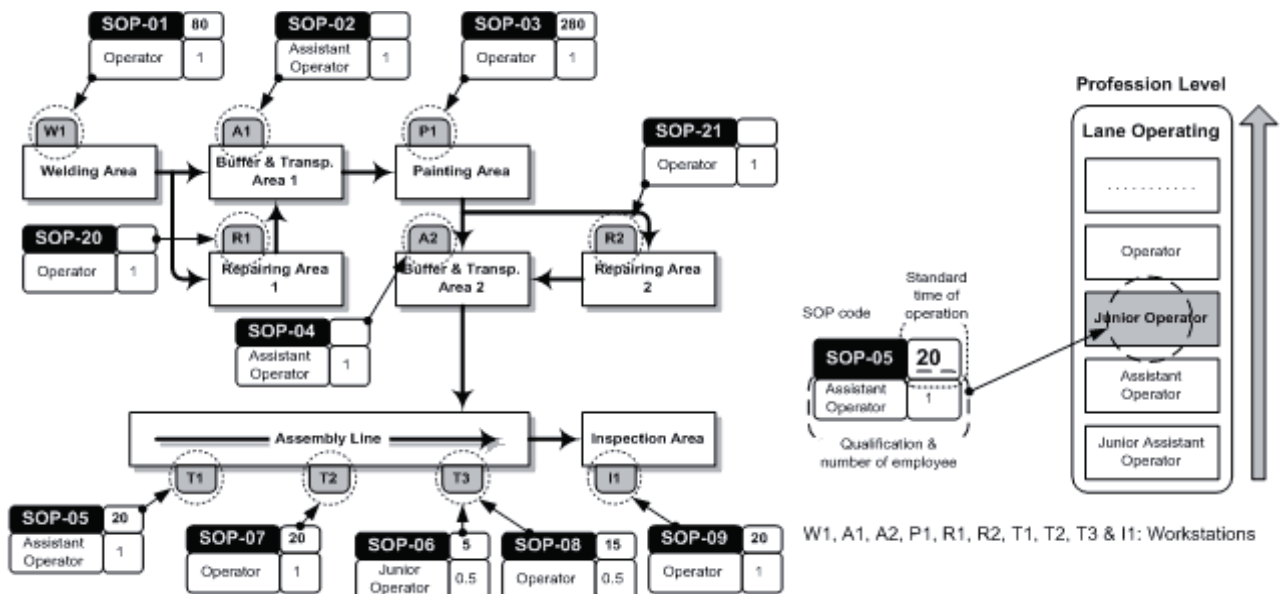 SOP-01 80
Operator 1
SOP-02
Assistant
Operator 1
SOP-03 280
Operator 1
W1
A1
P1
SOP-21
Operator 1
Welding Area
Buffer & Transp.
Area 1
Painting Area
SOP-20
Operator 1
R1
A2
R2
Repairing Area
1
Buffer & Transp.
Area 2
Repairing Area
2
SOP-04
Assistant
Operator 1
Assembly Line
Inspection Area
T1
T2
T3
I1
SOP-05 20
Assistant
Operator 1
SOP-07 20
Operator 1
SOP-06 5
Junior
Operator 0.5
SOP-08 15
Operator 0.5
SOP-09 20
Operator 1
Profession Level
Lane Operating
...........
Operator
Junior Operator
Assistant
Operator
Junior Assistant
Operator
SOP code
Standard
time of
operation
SOP-05 20
Assistant
Operator 1
Qualification &
number of employee
W1, A1, A2, P1, R1, R2, T1, T2, T3 & I1: Workstations